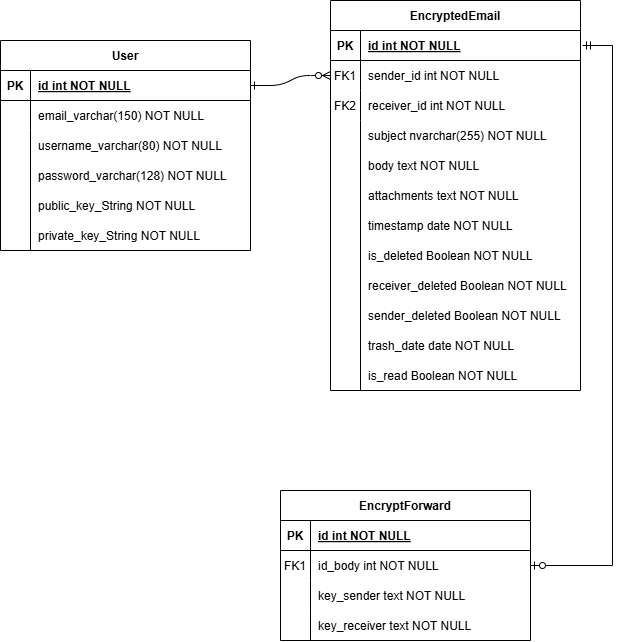 User
PK id int NOT NULL
email_varchar(150) NOT NULL
username_varchar(80) NOT NULL
password_varchar(128) NOT NULL
public_key_String NOT NULL
private_key_String NOT NULL
EncryptedEmail
PK id int NOT NULL
FK1 sender_id int NOT NULL
FK2 receiver_id int NOT NULL
subject nvarchar(255) NOT NULL
body text NOT NULL
attachments text NOT NULL
timestamp date NOT NULL
is_deleted Boolean NOT NULL
receiver_deleted Boolean NOT NULL
sender_deleted Boolean NOT NULL
trash_date date NOT NULL
is_read Boolean NOT NULL
EncryptForward
PK id int NOT NULL
FK1 id_body int NOT NULL
key_sender text NOT NULL
key_receiver text NOT NULL